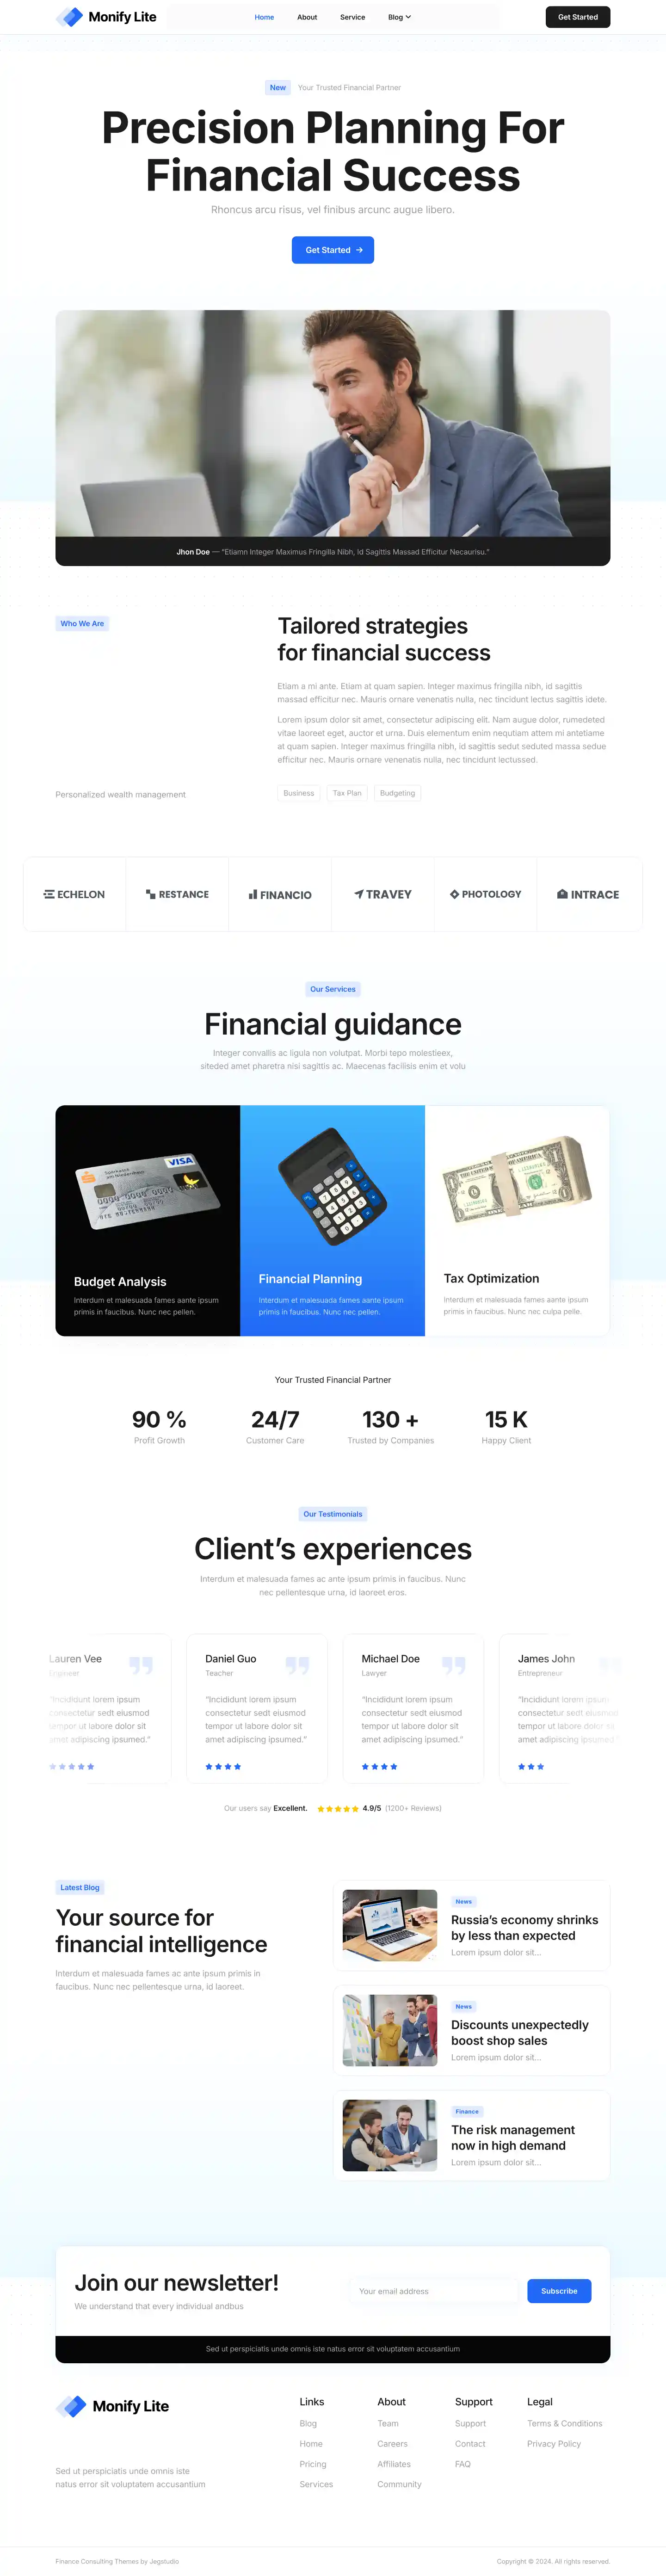 Monify Lite
Home
About
Service
Blog
Get Started
New
Your Trusted Financial Partner
Precision Planning For
Financial Success
Rhoncus arcu risus, vel finibus arcunc augue libero.
Get Started
Jhon Doe — “Etiamn Integer Maximus Fringilla Nibh, Id Sagittis Massad Efficitur Necaurisu.”
Who We Are
Tailored strategies
for financial success
Etiam a mi ante. Etiam at quam sapien. Integer maximus fringilla nibh, id sagittis
massad efficitur nec. Mauris ornare venenatis nulla, nec tincidunt lectus sagittis idete.
Lorem ipsum dolor sit amet, consectetur adipiscing elit. Nam augue dolor, rumedeted
vitae laoreet eget, auctor et urna. Duis elementum enim nequtiam attem mi antetiame
at quam sapien. Integer maximus fringilla nibh, id sagittis sedut seduted massa sedue
efficitur nec. Mauris ornare venenatis nulla, nec tincidunt lectussed.
Personalized wealth management
Business
Tax Plan
Budgeting
ECHELON
RESTANCE
FINANCIO
TRAVEY
PHOTOLOGY
INTRACE
Our Services
Financial guidance
Integer convallis ac ligula non volutpat. Morbi tepo molestieex,
siteded amet pharetra nisi sagittis ac. Maecenas facilisis enim et volu
VISA
Budget Analysis
Interdum et malesuada fames aante ipsum
primis in faucibus. Nunc nec pellen.
Financial Planning
Interdum et malesuada fames aante ipsum
primis in faucibus. Nunc nec pellen.
Tax Optimization
Interdum et malesuada fames aante ipsum
primis in faucibus. Nunc nec culpa pelle.
Your Trusted Financial Partner
90 %
Profit Growth
24/7
Customer Care
130 +
Trusted by Companies
15 K
Happy Client
Our Testimonials
Client’s experiences
Interdum et malesuada fames ac ante ipsum primis in faucibus. Nunc
nec pellentesque urna, id laoreet eros.
Lauren Vee
Engineer
“Incididunt lorem ipsum
consectetur sedt eiusmod
tempor ut labore dolor sit
amet adipiscing ipsumed.”
Daniel Guo
Teacher
“Incididunt lorem ipsum
consectetur sedt eiusmod
tempor ut labore dolor sit
amet adipiscing ipsumed.”
Michael Doe
Lawyer
“Incididunt lorem ipsum
consectetur sedt eiusmod
tempor ut labore dolor sit
amet adipiscing ipsumed.”
James John
Entrepreneur
“Incididunt lorem ipsum
consectetur sedt eiusmod
tempor ut labore dolor sit
amet adipiscing ipsumed.”
Our users say Excellent.
4.9/5 (1200+ Reviews)
Latest Blog
Your source for
financial intelligence
Interdum et malesuada fames ac ante ipsum primis in
faucibus. Nunc nec pellentesque urna, id laoreet.
News
Russia’s economy shrinks
by less than expected
Lorem ipsum dolor sit...
News
Discounts unexpectedly
boost shop sales
Lorem ipsum dolor sit...
Finance
The risk management
now in high demand
Lorem ipsum dolor sit...
Join our newsletter!
We understand that every individual andbus
Your email address
Subscribe
Sed ut perspiciatis unde omnis iste natus error sit voluptatem accusantium
Monify Lite
Sed ut perspiciatis unde omnis iste
natus error sit voluptatem accusantium
Links
Blog
Home
Pricing
Services
About
Team
Careers
Affiliates
Community
Support
Support
Contact
FAQ
Legal
Terms & Conditions
Privacy Policy
Finance Consulting Themes by Jegstudio
Copyright © 2024. All rights reserved.